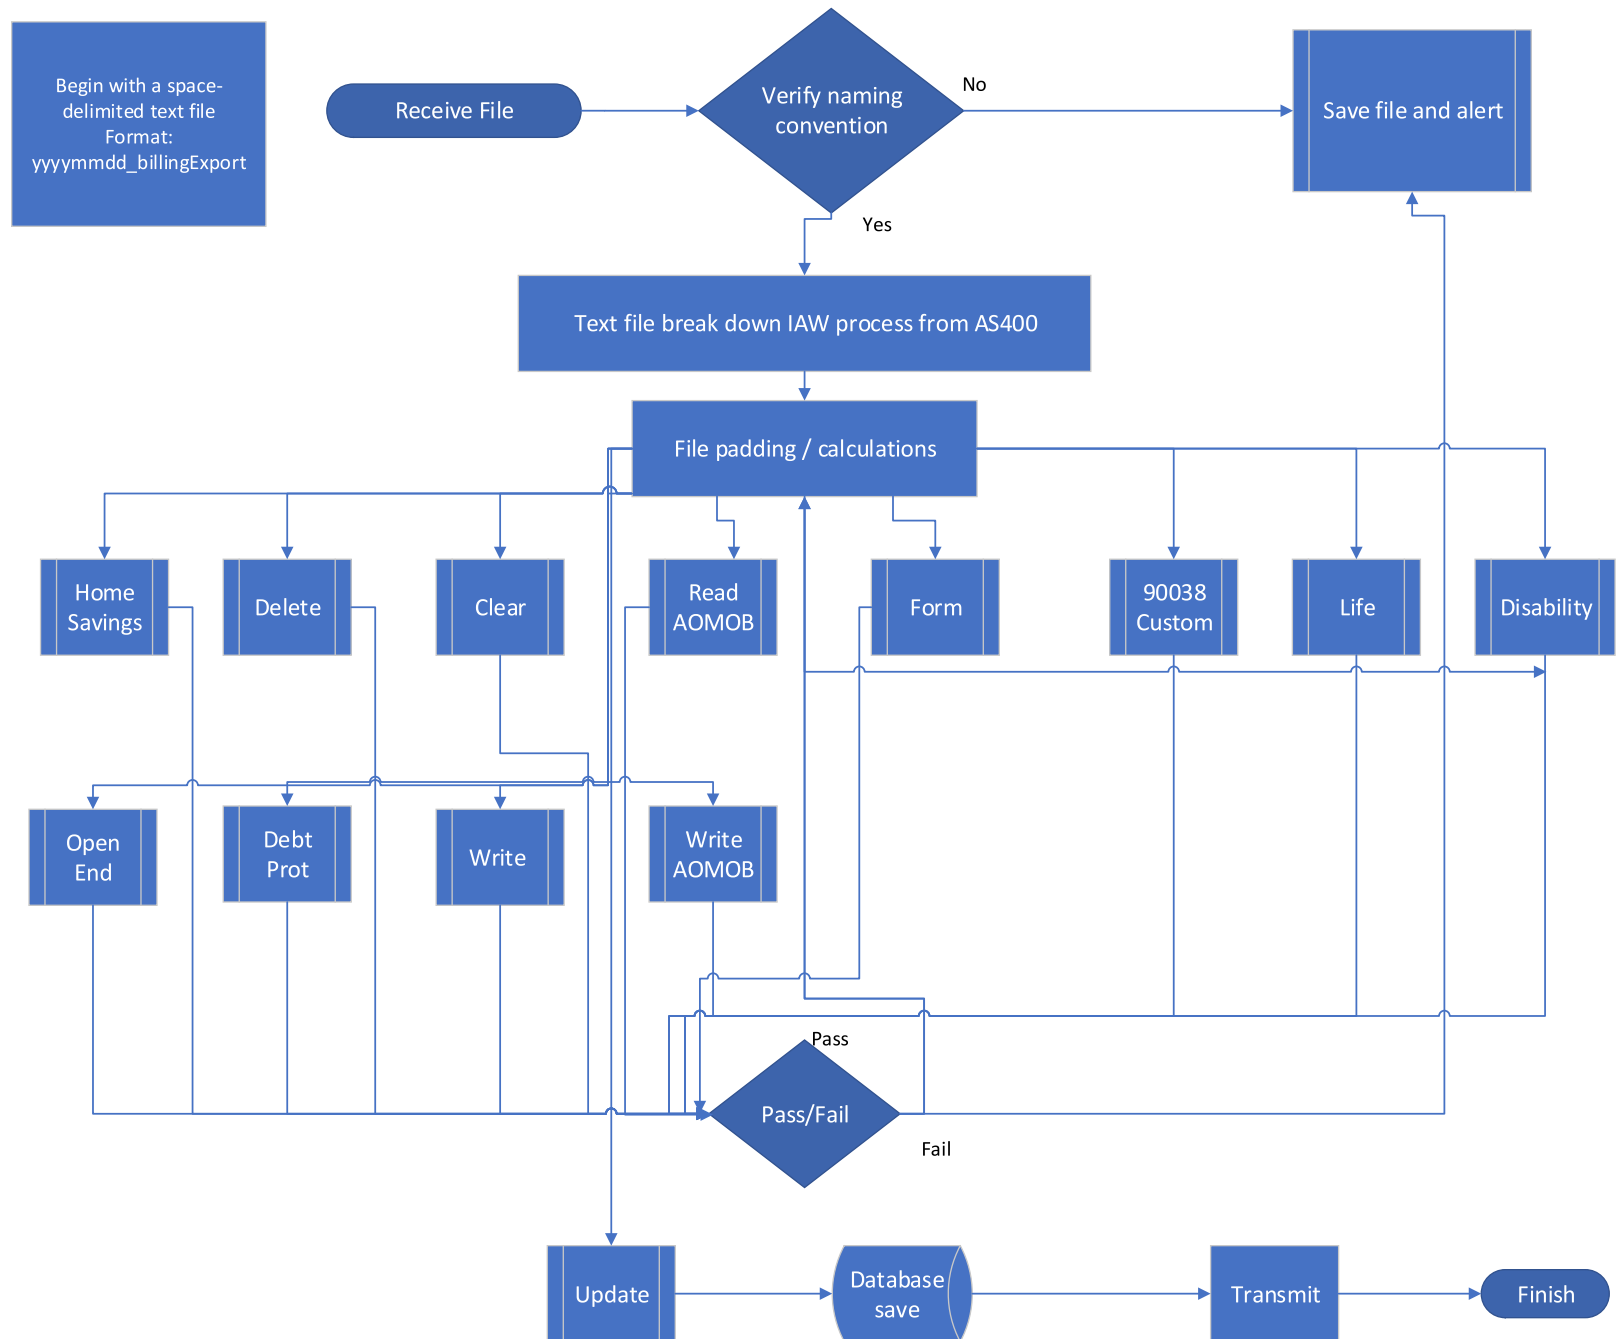 Begin with a space-
delimited text file
Format:
yyyymmdd_billingExport
Receive File
Verify naming
convention
No
Save file and alert
Yes
Text file break down IAW process from AS400
File padding / calculations
Home
Savings
Delete
Clear
Read
AOMOB
Form
90038
Custom
Life
Disability
Open
End
Debt
Prot
Write
Write
AOMOB
Pass
Pass/Fail
Fail
Update
Database
save
Transmit
Finish